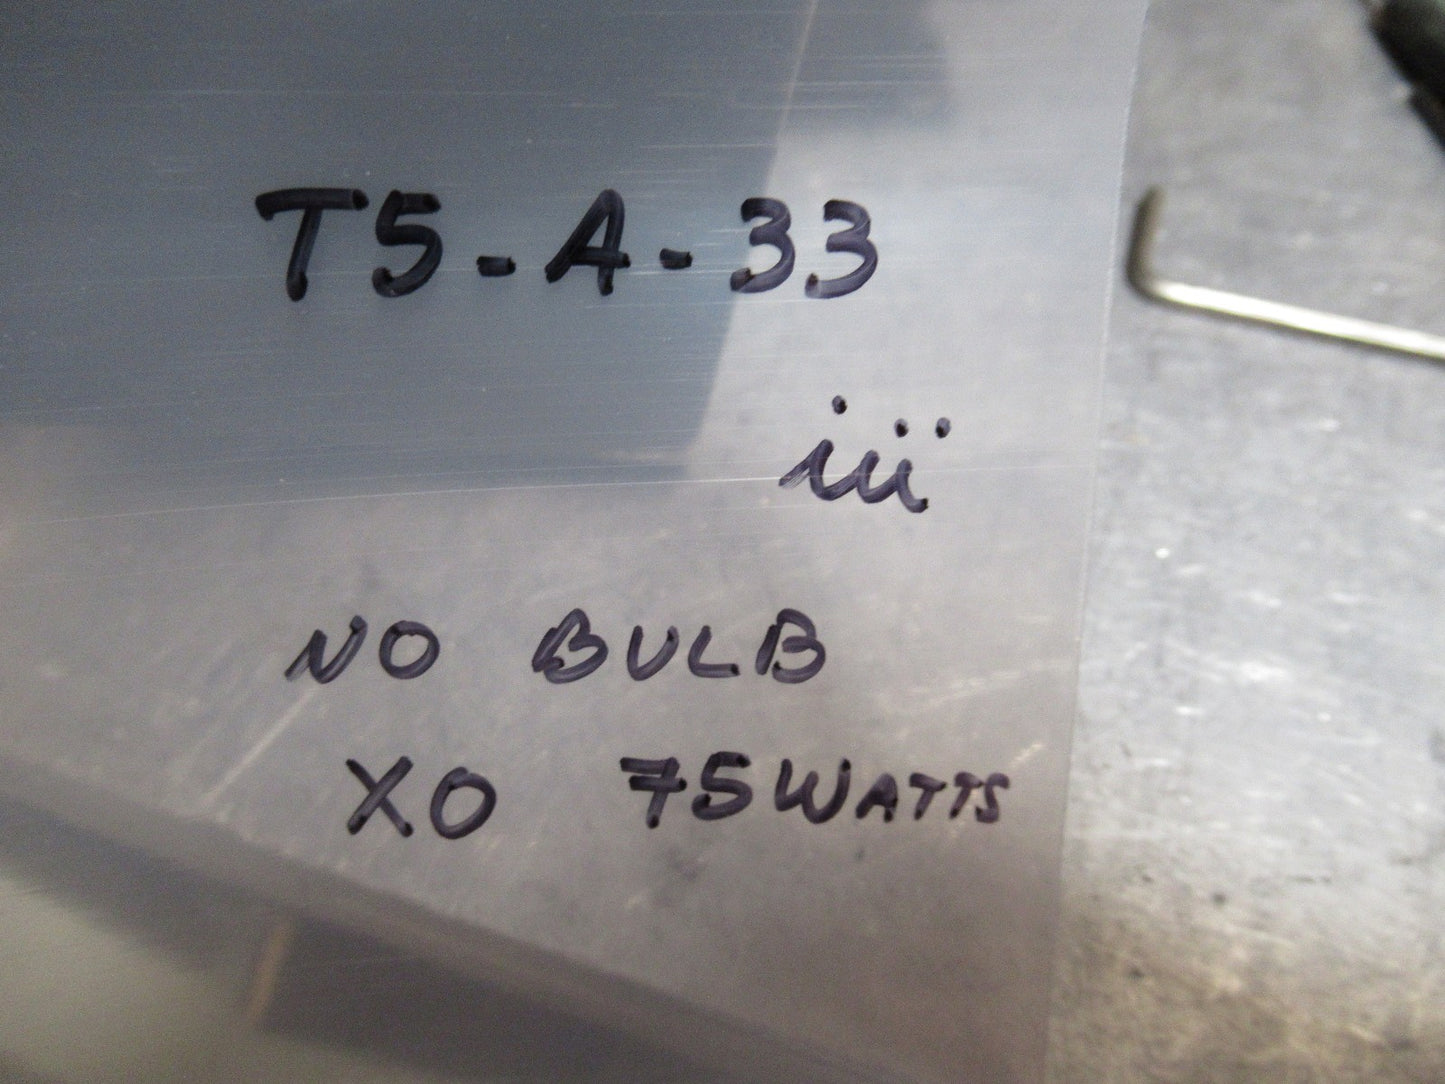 T5-A-33
iii
NO BULB
XO 75WATTS